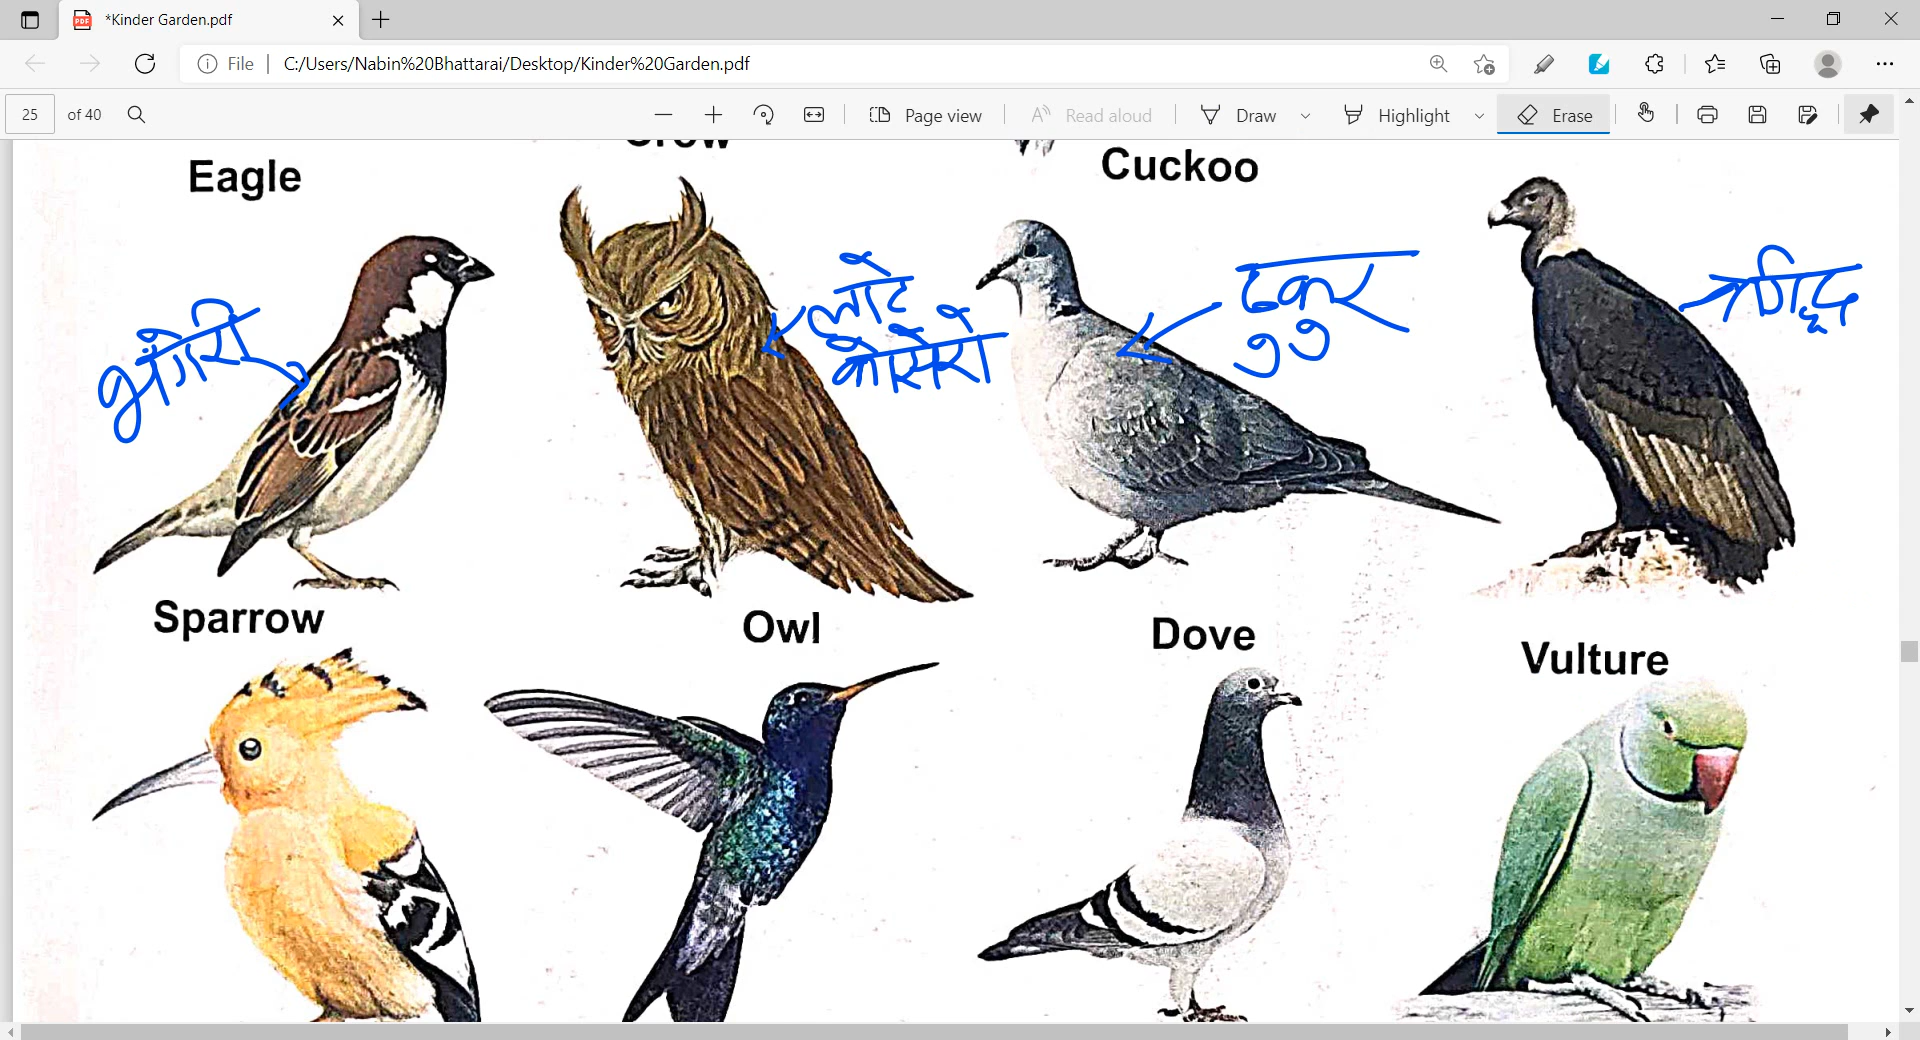 *Kinder Garden.pdf
File
C:/Users/Nabin%20Bhattarai/Desktop/Kinder%20Garden.pdf
25 of 40
Page view
Read aloud
Draw
Highlight
Erase
Eagle
Crow
Cuckoo
भँगेरी
लाटो
कोसेरो
ढुकुर
गिद्ध
Sparrow
Owl
Dove
Vulture